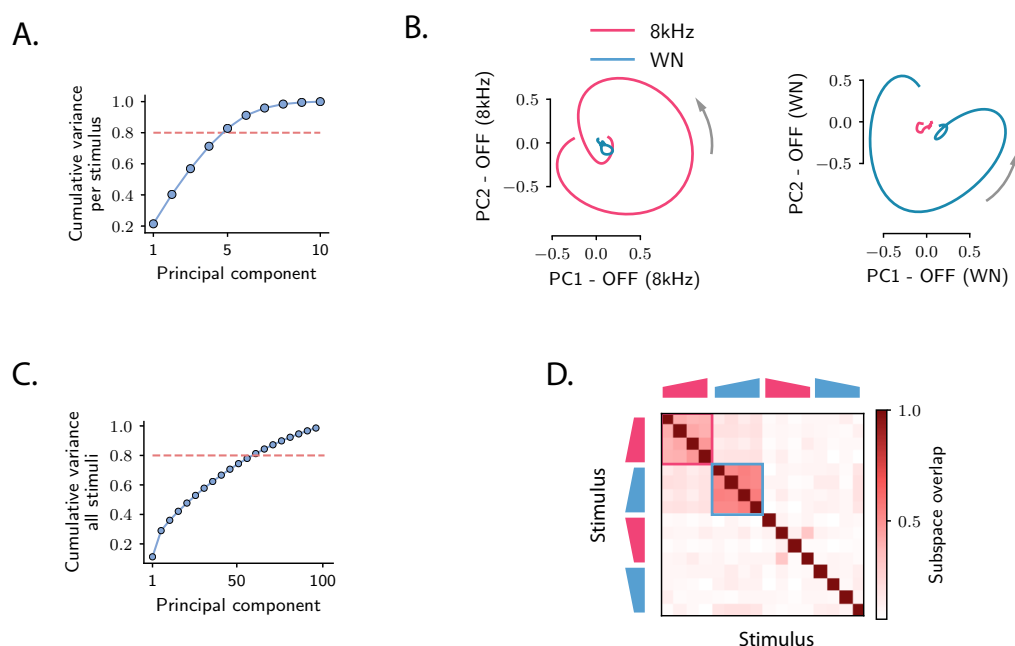 A.
Cumulative variance
per stimulus
1.0
0.8
0.6
0.4
0.2
1
5
10
Principal component
B.
8kHz
WN
PC2 - OFF (8kHz)
0.5
0.0
−0.5
−0.5
0.0
0.5
PC1 - OFF (8kHz)
PC2 - OFF (WN)
0.5
0.0
−0.5
−0.5
0.0
0.5
PC1 - OFF (WN)
C.
Cumulative variance
all stimuli
1.0
0.8
0.6
0.4
0.2
1
50
100
Principal component
D.
Stimulus
Stimulus
1.0
0.5
Subspace overlap